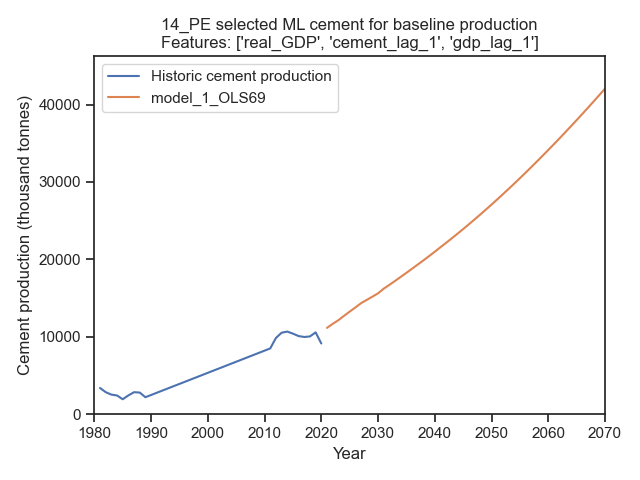 14_PE selected ML cement for baseline production
Features: ['real_GDP', 'cement_lag_1', 'gdp_lag_1']
Historic cement production
model_1_OLS69
Cement production (thousand tonnes)
40000
30000
20000
10000
0
1980 1990 2000 2010 2020 2030 2040 2050 2060 2070
Year